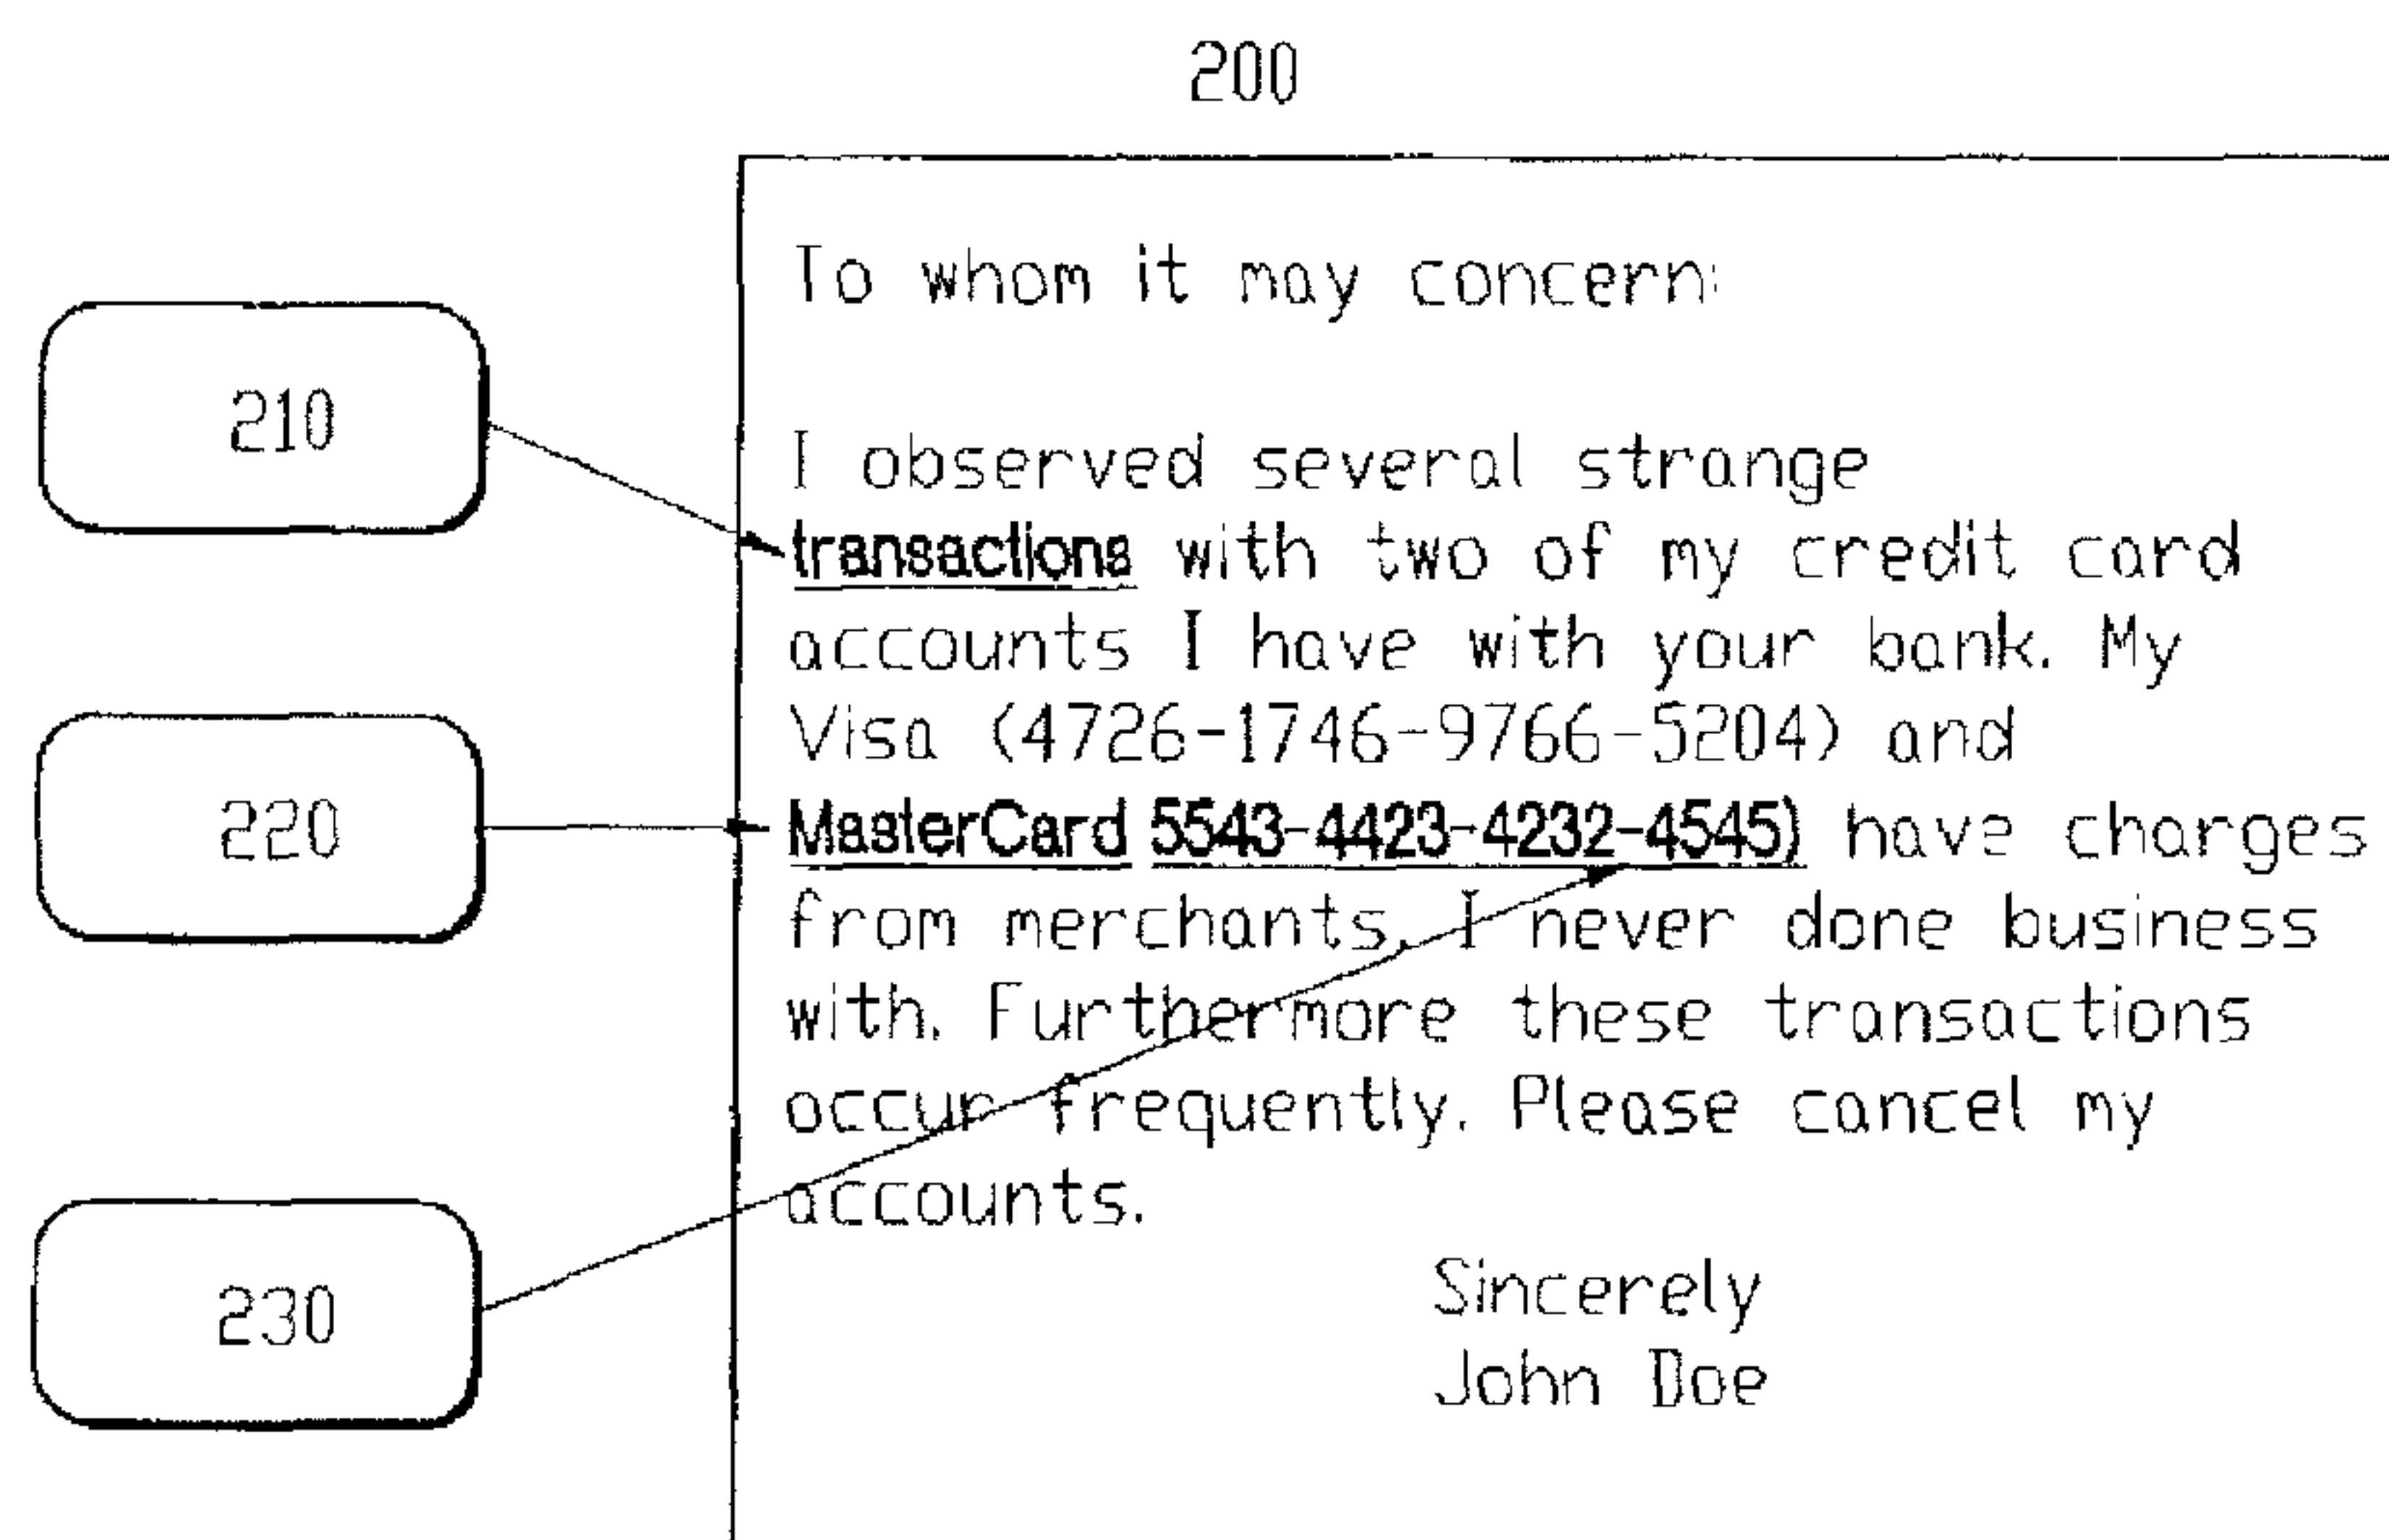 200
To whom it may concern:
210
I observed several strange
transactions with two of my credit card
accounts I have with your bank. My
Visa (4726-1746-9766-5204) and
220
MasterCard 5543-4423-4232-4545) have charges
from merchants, I never done business
with. Furthermore these transactions
occur frequently. Please cancel my
accounts.
230
Sincerely
John Doe